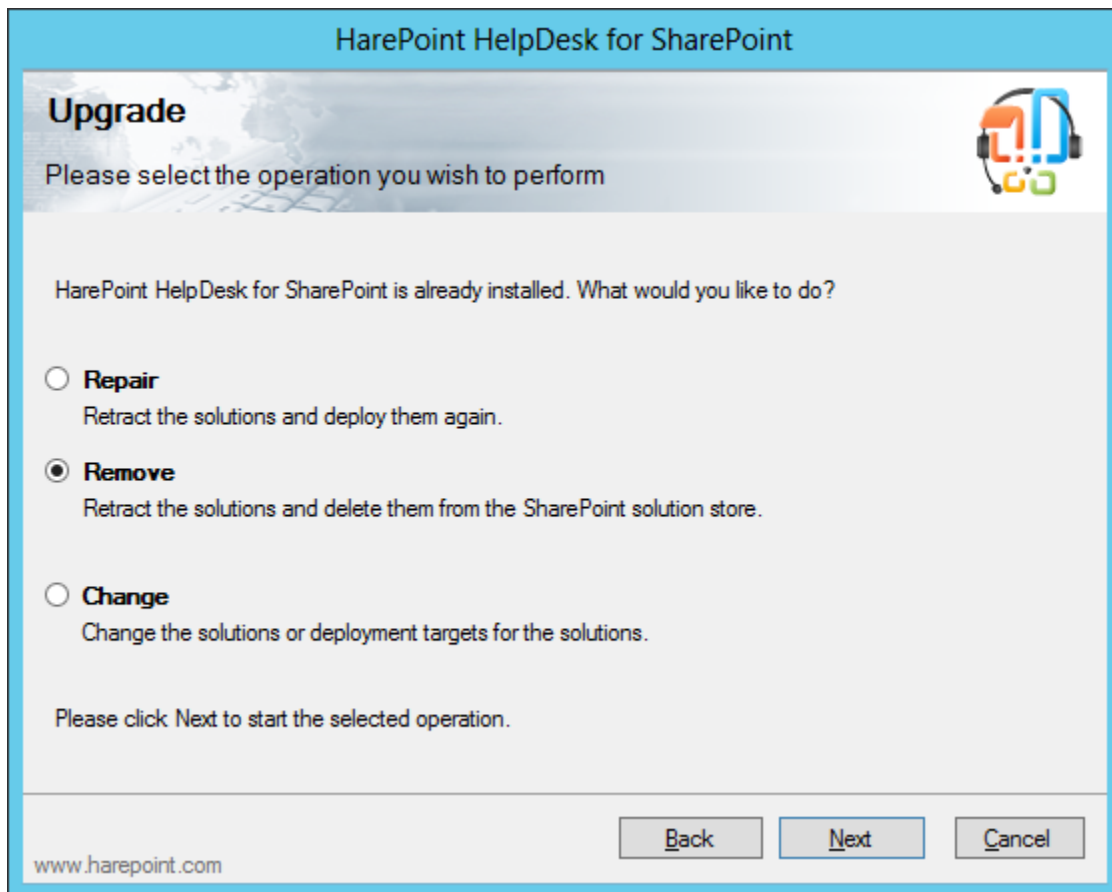 HarePoint HelpDesk for SharePoint
Upgrade
Please select the operation you wish to perform
HarePoint HelpDesk for SharePoint is already installed. What would you like to do?
Repair
Retract the solutions and deploy them again.
Remove
Retract the solutions and delete them from the SharePoint solution store.
Change
Change the solutions or deployment targets for the solutions.
Please click Next to start the selected operation.
Back Next Cancel
www.harepoint.com